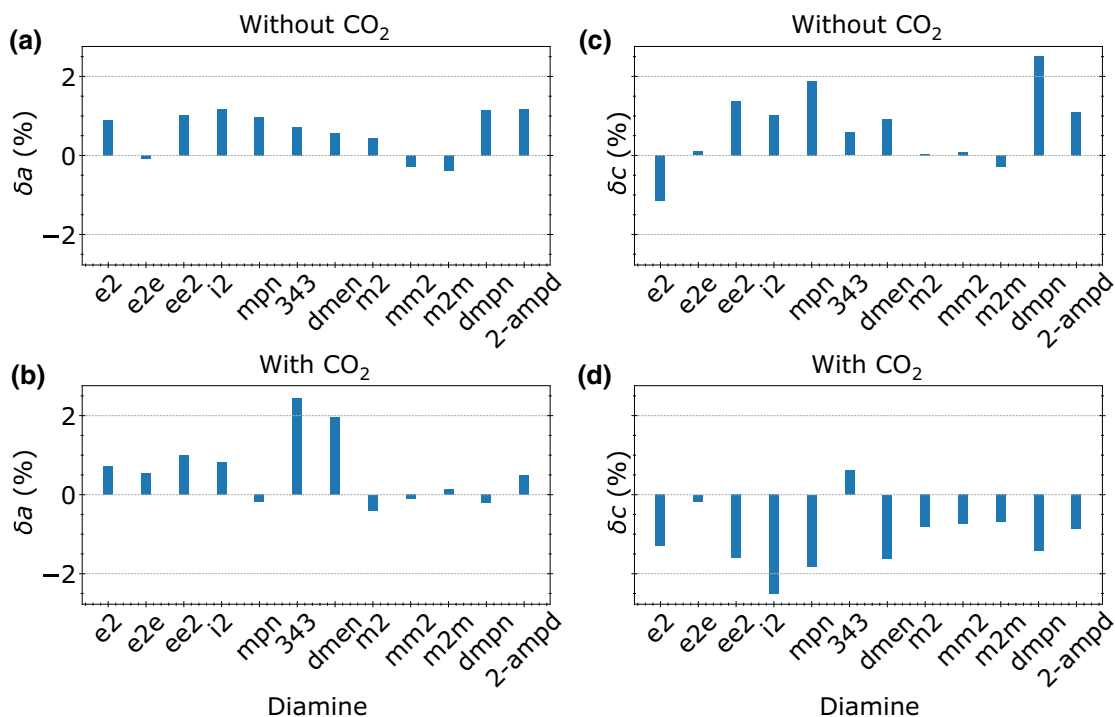 (a)
Without CO₂
δa (%)
2
0
−2
e2 e2e ee2 i2 mpn 343 dmen m2 mm2 m2m dmpn 2-ampd
(c)
Without CO₂
δc (%)
2
0
−2
e2 e2e ee2 i2 mpn 343 dmen m2 mm2 m2m dmpn 2-ampd
(b)
With CO₂
δa (%)
2
0
−2
e2 e2e ee2 i2 mpn 343 dmen m2 mm2 m2m dmpn 2-ampd
Diamine
(d)
With CO₂
δc (%)
e2 e2e ee2 i2 mpn 343 dmen m2 mm2 m2m dmpn 2-ampd
Diamine